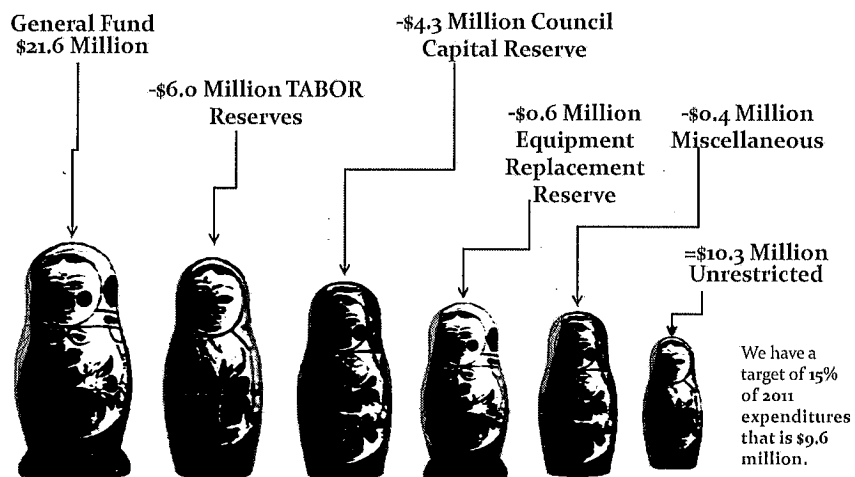 General Fund
$21.6 Million
-$6.0 Million TABOR
Reserves
-$4.3 Million Council
Capital Reserve
-$0.6 Million
Equipment
Replacement
Reserve
-$0.4 Million
Miscellaneous
=$10.3 Million
Unrestricted
We have a
target of 15%
of 2011
expenditures
that is $9.6
million.